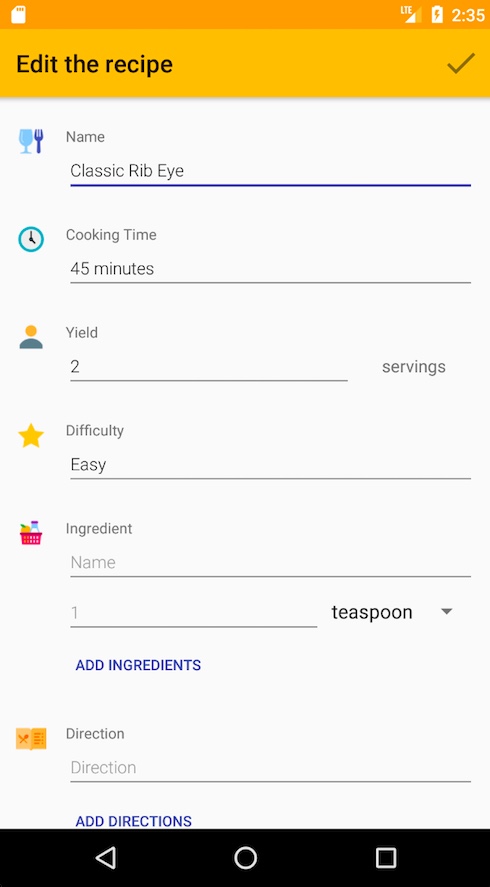 LTE 2:35
Edit the recipe
Name
Classic Rib Eye
Cooking Time
45 minutes
Yield
2 servings
Difficulty
Easy
Ingredient
Name
1 teaspoon
ADD INGREDIENTS
Direction
Direction
ADD DIRECTIONS